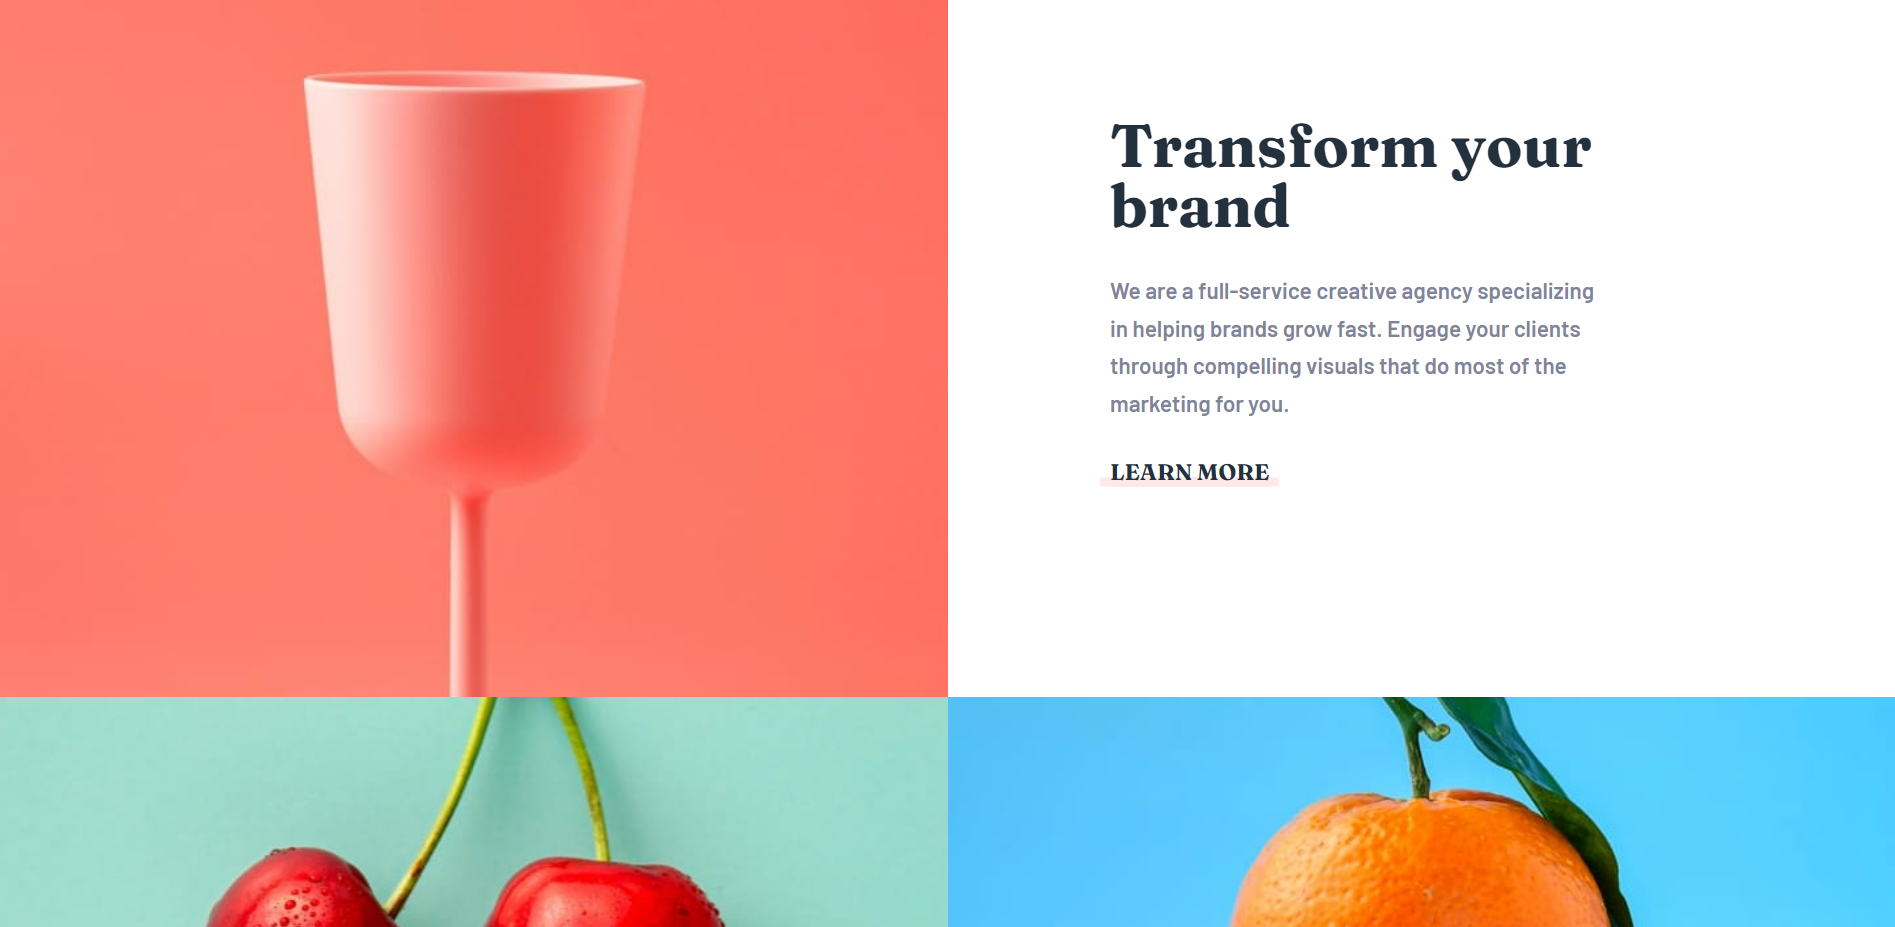 Transform your
brand
We are a full-service creative agency specializing
in helping brands grow fast. Engage your clients
through compelling visuals that do most of the
marketing for you.
LEARN MORE